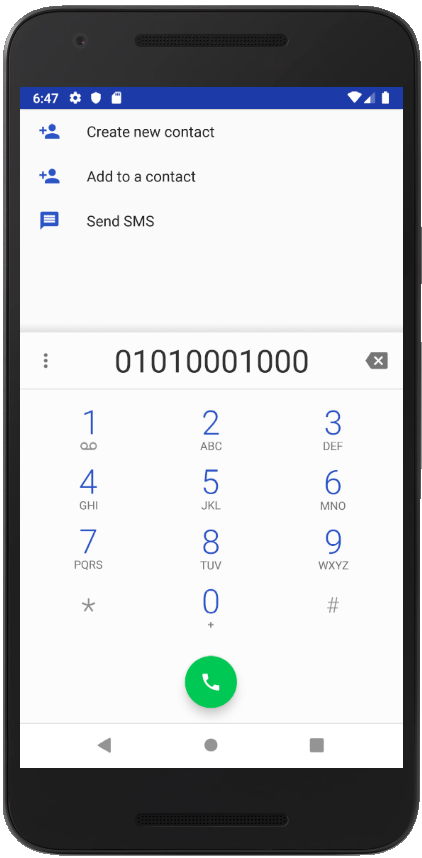 6:47
Create new contact
Add to a contact
Send SMS
01010001000
1 2 3
ABC DEF
4 5 6
GHI JKL MNO
7 8 9
PQRS TUV WXYZ
* 0 #
+